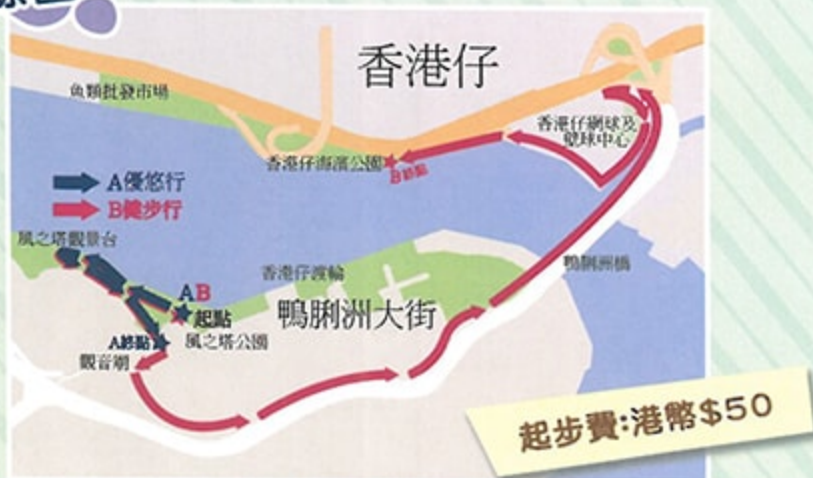 香港仔
魚類批發市場
香港仔網球及
壁球中心
香港仔海濱公園
B終點
A優悠行
B健步行
風之塔觀景台
香港仔渡輪
鴨脷洲橋
AB
起點
鴨脷洲大街
A終點
風之塔公園
觀音廟
起步費:港幣$50